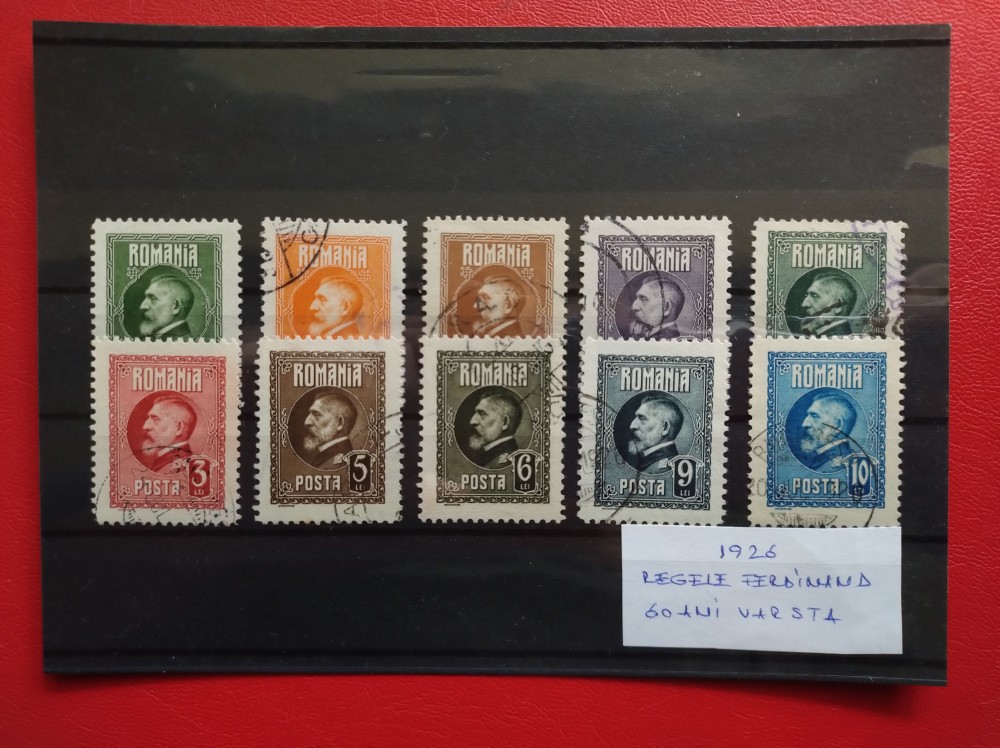 ROMANIA
ROMANIA
ROMANIA
ROMANIA
ROMANIA
ROMANIA
3 LEI
POSTA
ROMANIA
5 LEI
POSTA
ROMANIA
6 LEI
POSTA
ROMANIA
9 LEI
POSTA
ROMANIA
10 LEI
POSTA
1926
REGELE FERDINAND
60 ANI VARSTA